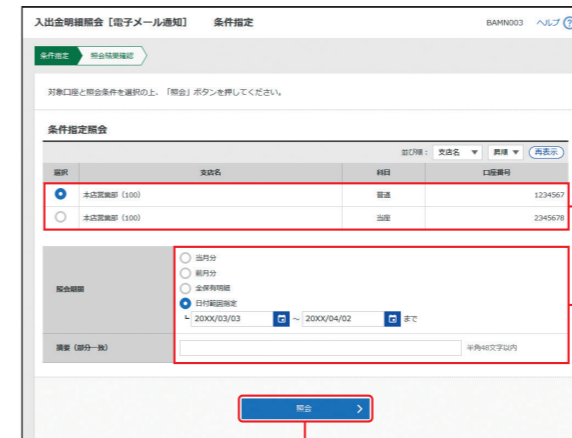 入出金明細照会［電子メール通知］ 条件指定 BAMN003 ヘルプ ?
条件指定 照会結果確認
対象口座と照会条件を選択の上、「照会」ボタンを押してください。
条件指定照会
並び順： 支店名 ▼ 昇順 ▼ 再表示
選択 支店名 科目 口座番号
本店営業部（100） 普通 1234567
本店営業部（100） 当座 2345678
当月分
前月分
全保有明細
照会期間 日付範囲指定
20XX/03/03 ～ 20XX/04/02 まで
摘要（部分一致） 半角48文字以内
照会